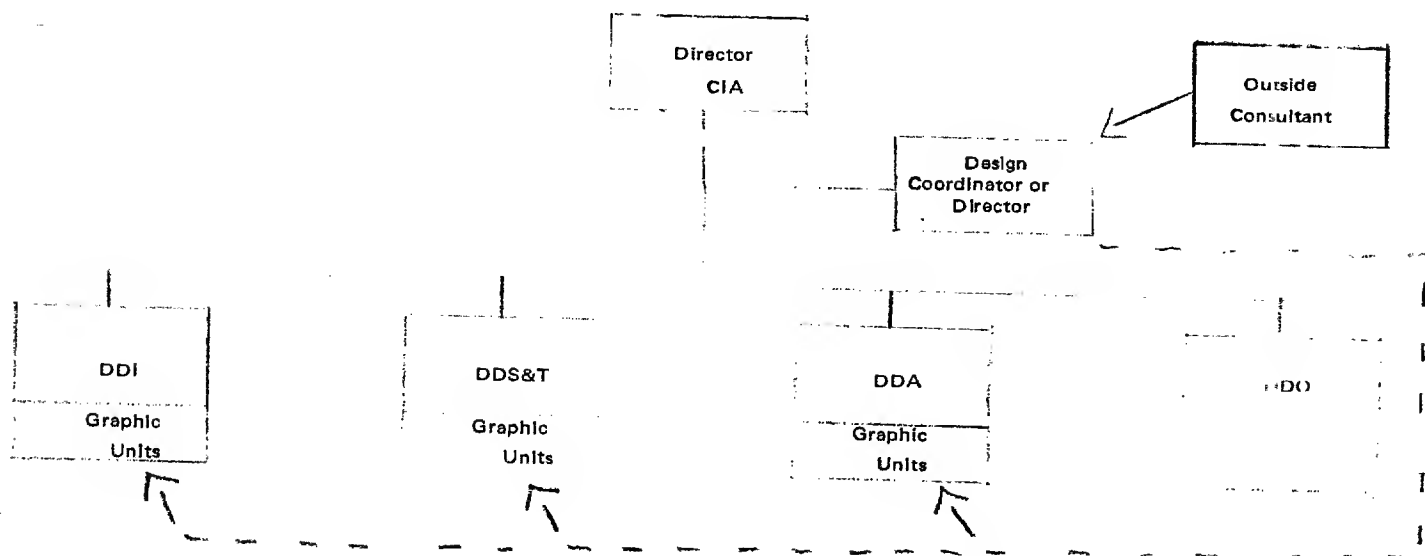 Director
CIA
Outside
Consultant
Design
Coordinator or
Director
DDI
Graphic
Units
DDS&T
Graphic
Units
DDA
Graphic
Units